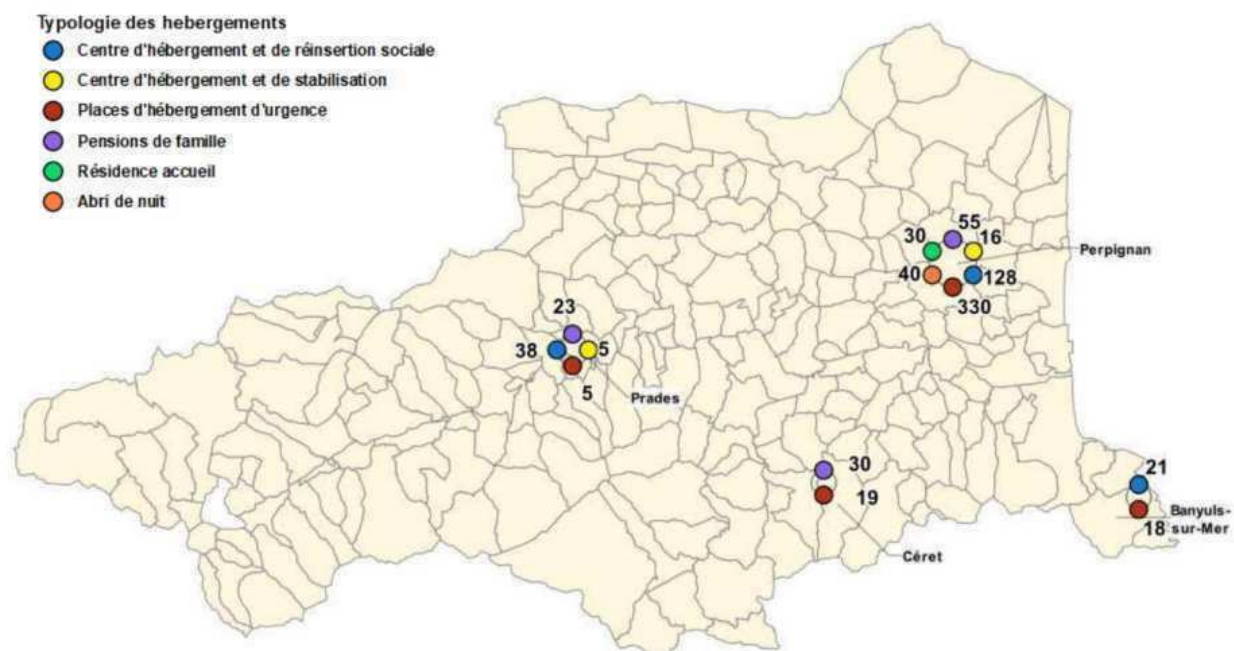 Typologie des hebergements
Centre d'hébergement et de réinsertion sociale
Centre d'hébergement et de stabilisation
Places d'hébergement d'urgence
Pensions de famille
Résidence accueil
Abri de nuit
55
30
16
Perpignan
40
128
330
23
38
5
5
Prades
30
19
Céret
21
Banyuls-
18
sur-Mer